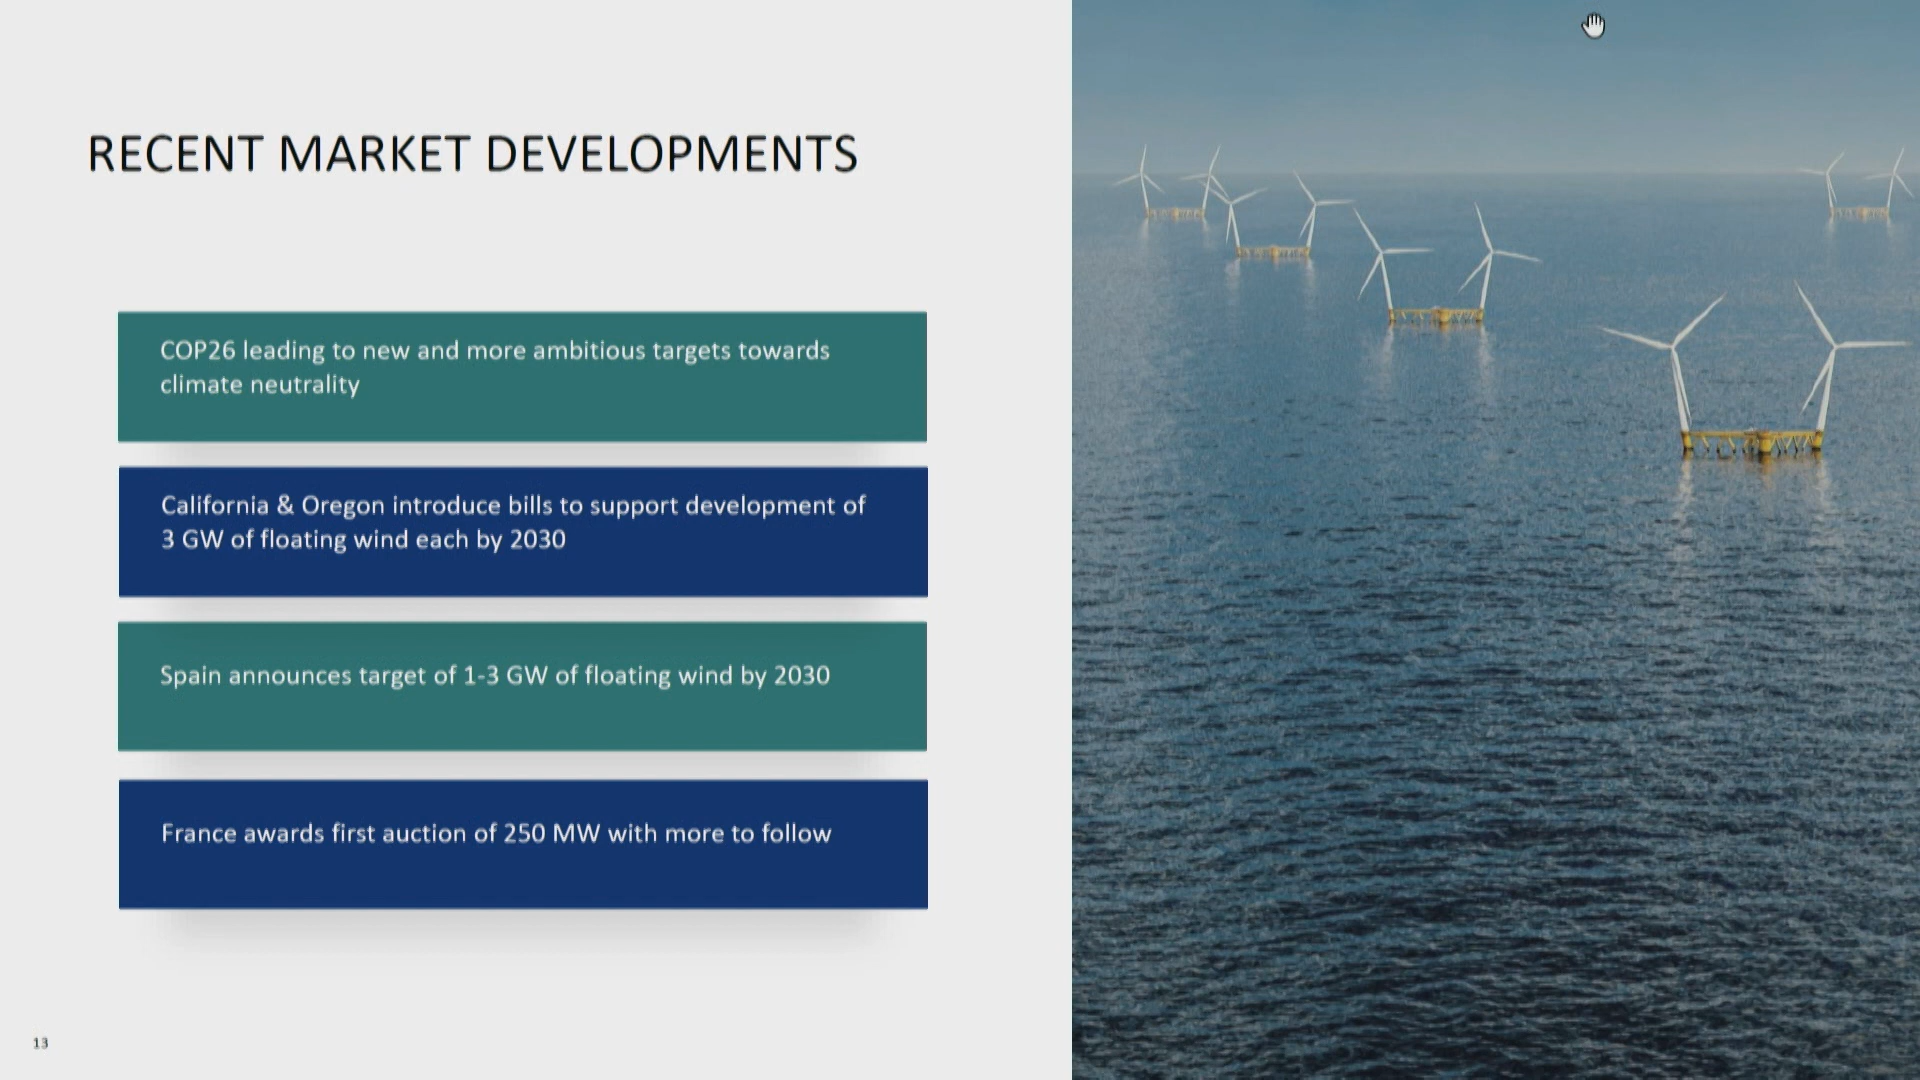 RECENT MARKET DEVELOPMENTS
COP26 leading to new and more ambitious targets towards
climate neutrality
California & Oregon introduce bills to support development of
3 GW of floating wind each by 2030
Spain announces target of 1-3 GW of floating wind by 2030
France awards first auction of 250 MW with more to follow
13